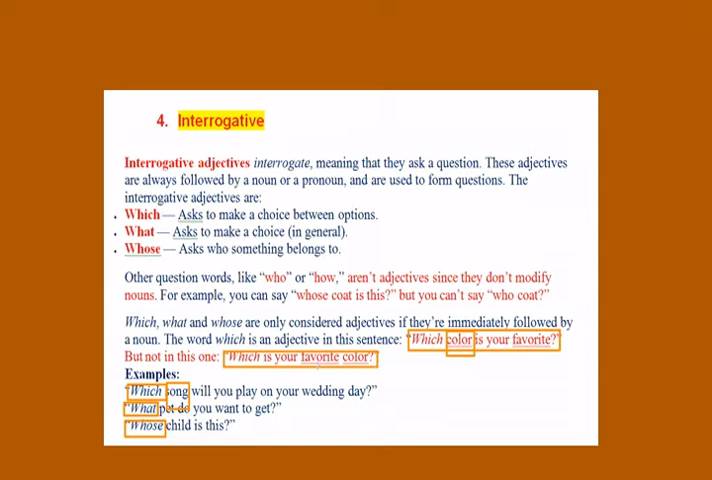 4. Interrogative
Interrogative adjectives interrogate, meaning that they ask a question. These adjectives
are always followed by a noun or a pronoun, and are used to form questions. The
interrogative adjectives are:
• Which — Asks to make a choice between options.
• What — Asks to make a choice (in general).
• Whose — Asks who something belongs to.
Other question words, like “who” or “how,” aren’t adjectives since they don’t modify
nouns. For example, you can say “whose coat is this?” but you can’t say “who coat?”
Which, what and whose are only considered adjectives if they’re immediately followed by
a noun. The word which is an adjective in this sentence: “Which color is your favorite?”
But not in this one: “Which is your favorite color?”
Examples:
“Which song will you play on your wedding day?”
“What pet do you want to get?”
“Whose child is this?”